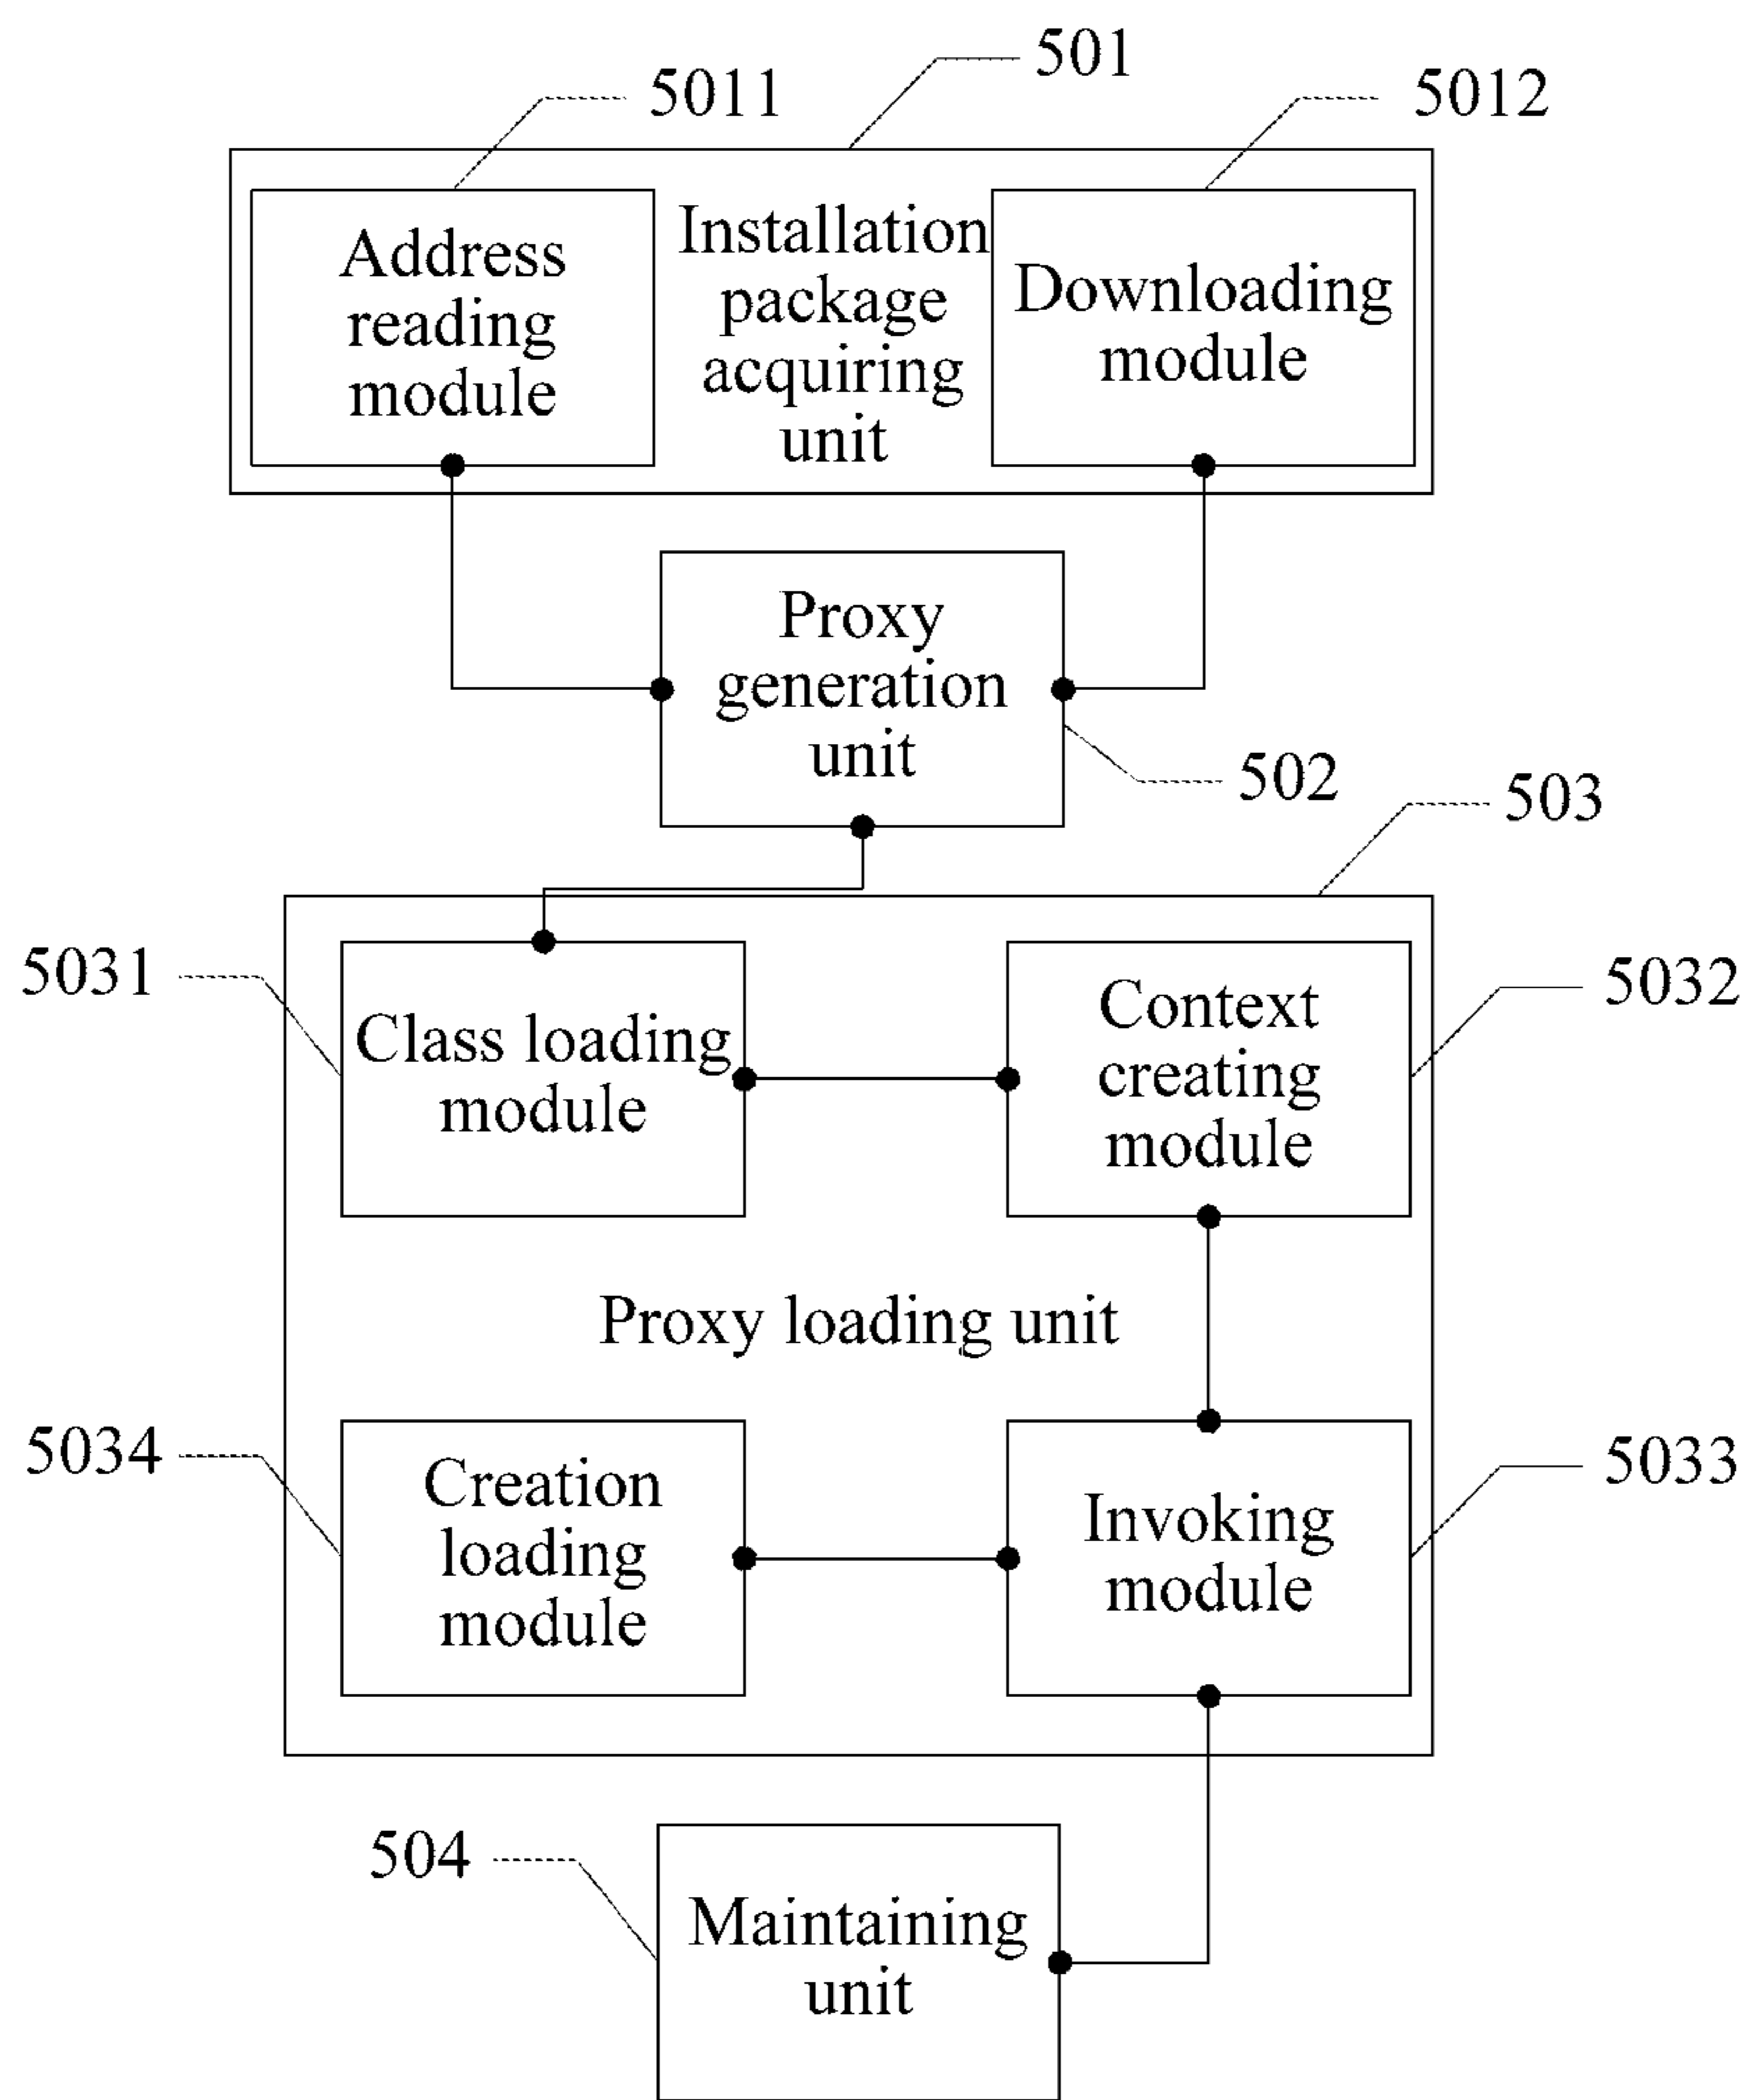 501
5011
5012
Address
reading
module
Installation
package
acquiring
unit
Downloading
module
Proxy
generation
unit
502
503
5031
Class loading
module
Context
creating
module
5032
Proxy loading unit
5034
Creation
loading
module
Invoking
module
5033
504
Maintaining
unit